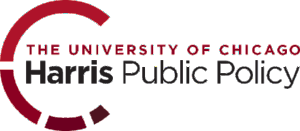 THE UNIVERSITY OF CHICAGO
Harris Public Policy